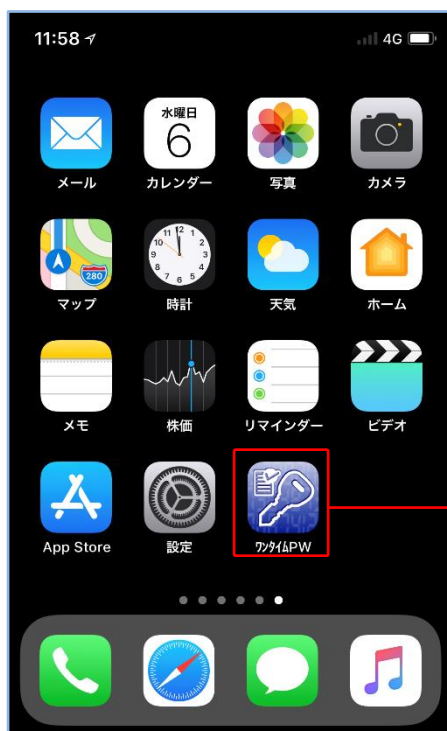 11:58
4G
水曜日
6
メール
カレンダー
写真
カメラ
280
マップ
時計
天気
ホーム
メモ
株価
リマインダー
ビデオ
App Store
設定
ﾜﾝﾀｲﾑPW